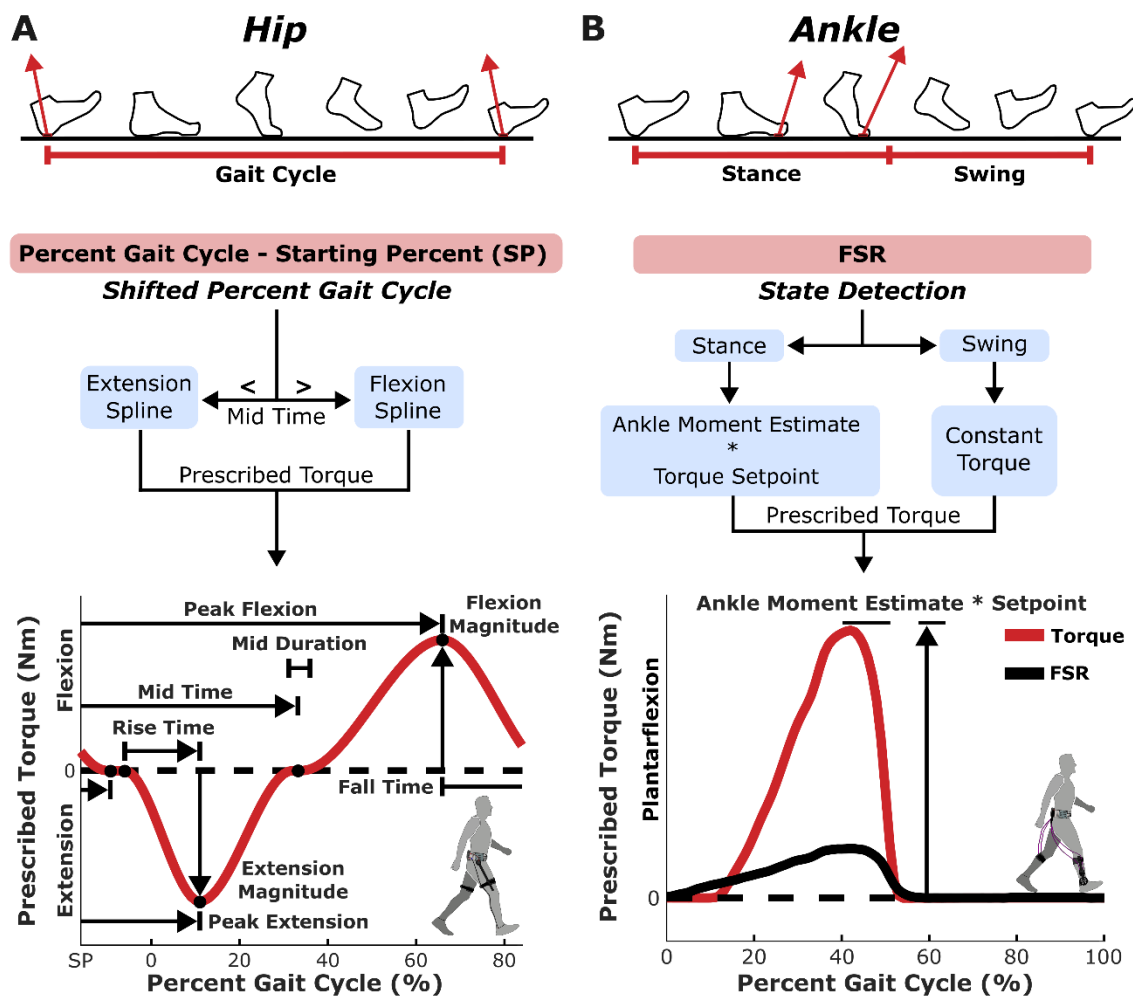 A
Hip
Gait Cycle
Percent Gait Cycle - Starting Percent (SP)
Shifted Percent Gait Cycle
Extension
Spline
< >
Mid Time
Flexion
Spline
Prescribed Torque
Prescribed Torque (Nm)
Extension
Flexion
0
Peak Flexion
Flexion
Magnitude
Mid Duration
Mid Time
Rise Time
Fall Time
Extension
Magnitude
Peak Extension
SP 0 20 40 60 80
Percent Gait Cycle (%)
B
Ankle
Stance
Swing
FSR
State Detection
Stance
Swing
Ankle Moment Estimate
*
Torque Setpoint
Constant
Torque
Prescribed Torque
Prescribed Torque (Nm)
Plantarflexion
0
Ankle Moment Estimate * Setpoint
Torque
FSR
0 20 40 60 80 100
Percent Gait Cycle (%)